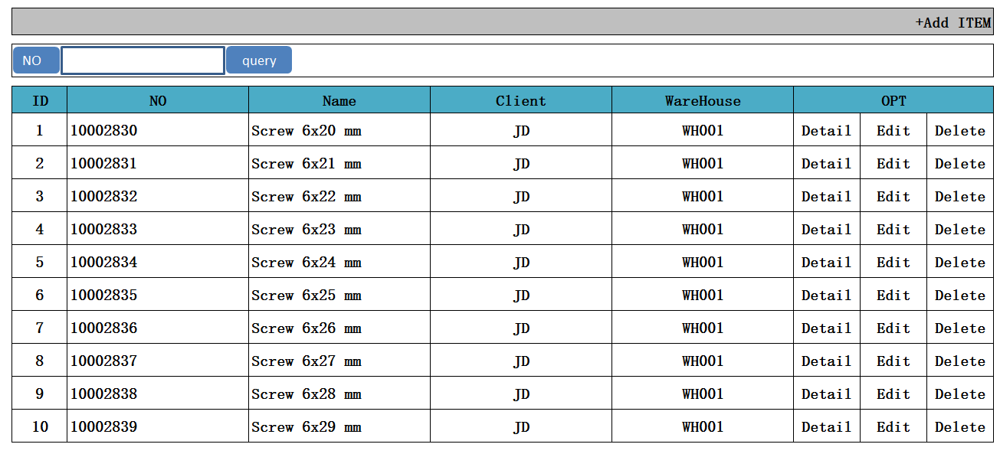 +Add ITEM
NO query
ID NO Name Client WareHouse OPT
1 10002830 Screw 6x20 mm JD WH001 Detail Edit Delete
2 10002831 Screw 6x21 mm JD WH001 Detail Edit Delete
3 10002832 Screw 6x22 mm JD WH001 Detail Edit Delete
4 10002833 Screw 6x23 mm JD WH001 Detail Edit Delete
5 10002834 Screw 6x24 mm JD WH001 Detail Edit Delete
6 10002835 Screw 6x25 mm JD WH001 Detail Edit Delete
7 10002836 Screw 6x26 mm JD WH001 Detail Edit Delete
8 10002837 Screw 6x27 mm JD WH001 Detail Edit Delete
9 10002838 Screw 6x28 mm JD WH001 Detail Edit Delete
10 10002839 Screw 6x29 mm JD WH001 Detail Edit Delete